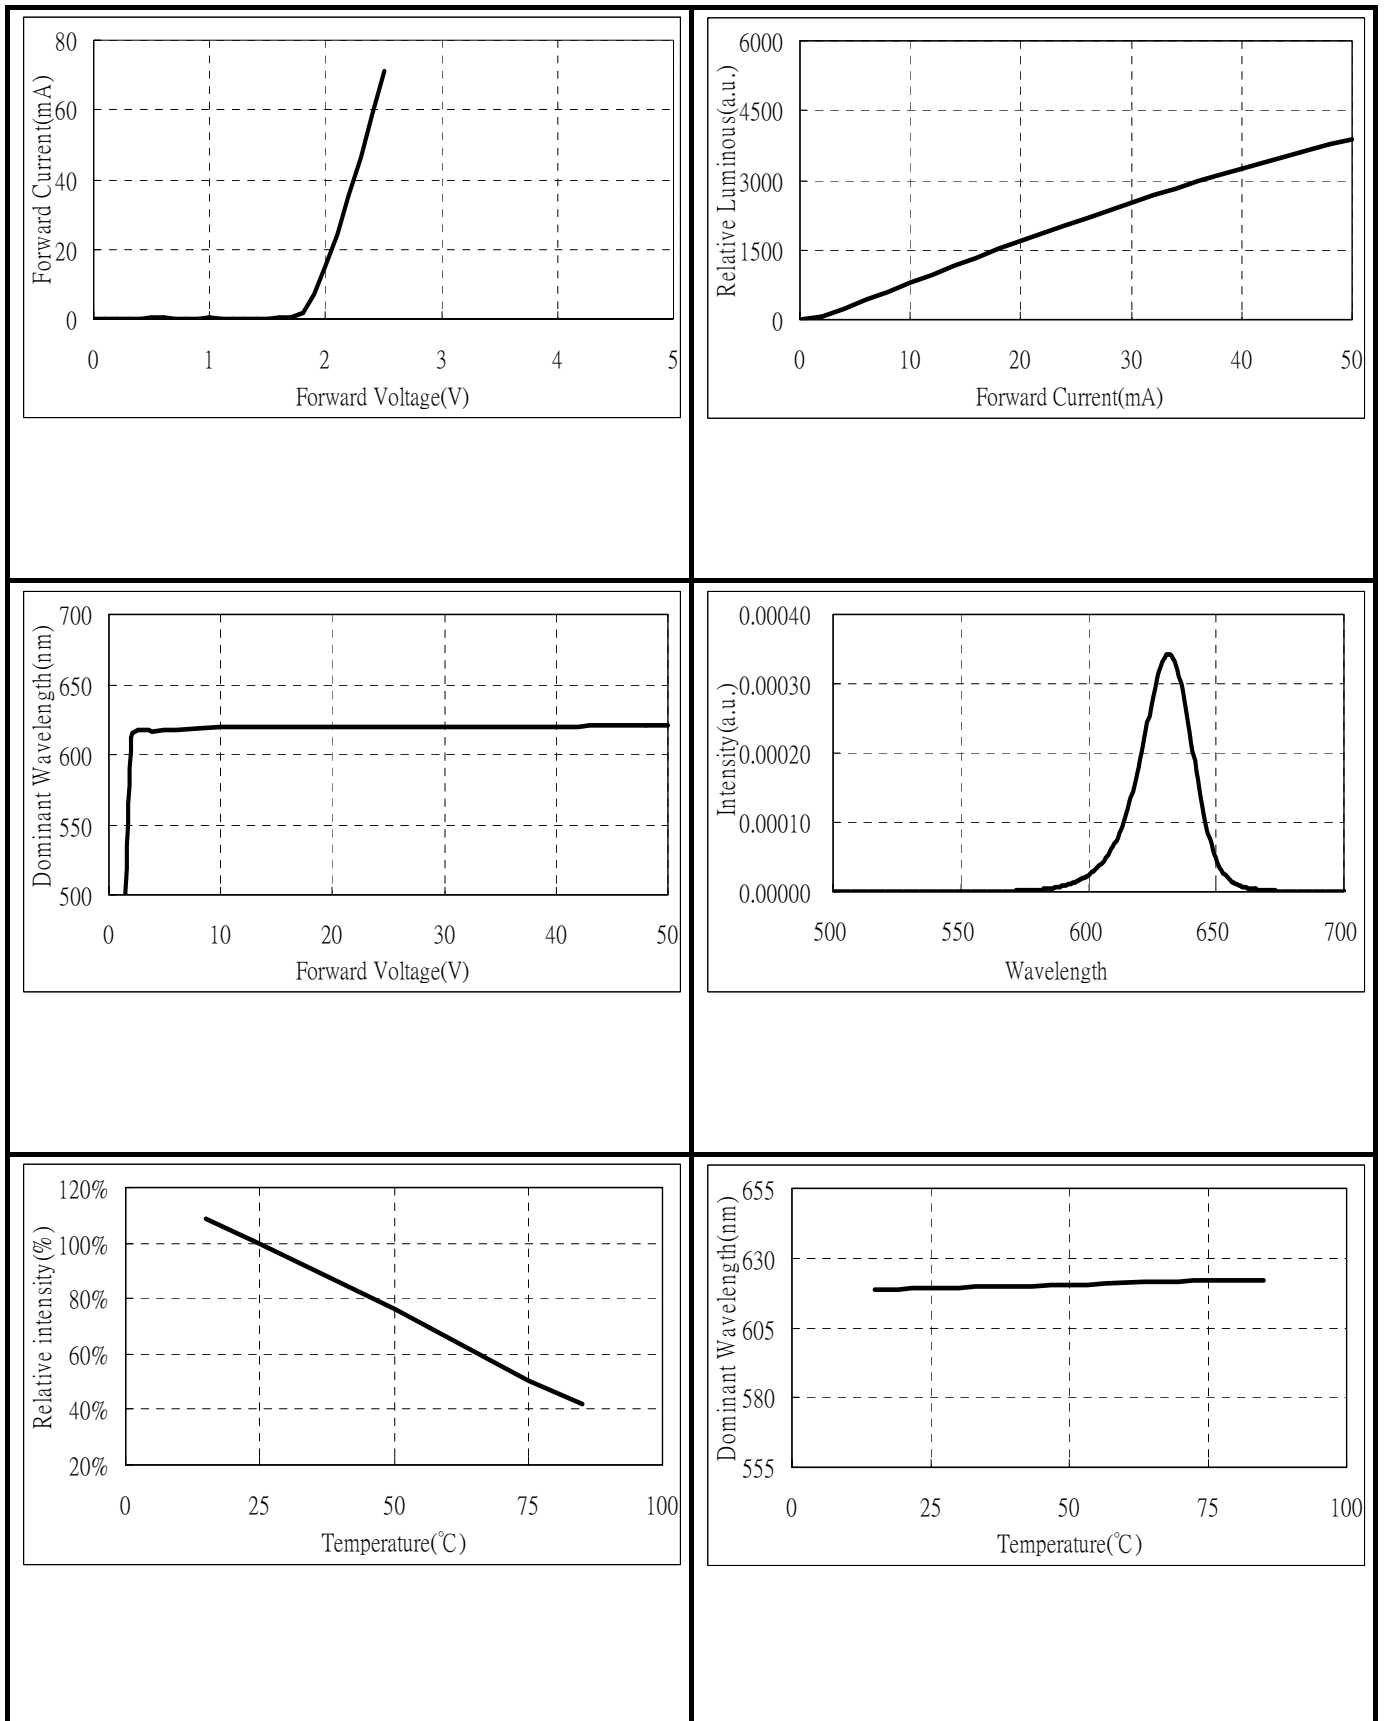 80
60
40
20
0
0 1 2 3 4 5
Forward Current(mA)
Forward Voltage(V)
6000
4500
3000
1500
0
0 10 20 30 40 50
Relative Luminous(a.u.)
Forward Current(mA)
700
650
600
550
500
0 10 20 30 40 50
Dominant Wavelength(nm)
Forward Voltage(V)
0.00040
0.00030
0.00020
0.00010
0.00000
500 550 600 650 700
Intensity(a.u.)
Wavelength
120%
100%
80%
60%
40%
20%
0 25 50 75 100
Relative intensity(%)
Temperature(℃)
655
630
605
580
555
0 25 50 75 100
Dominant Wavelength(nm)
Temperature(℃)